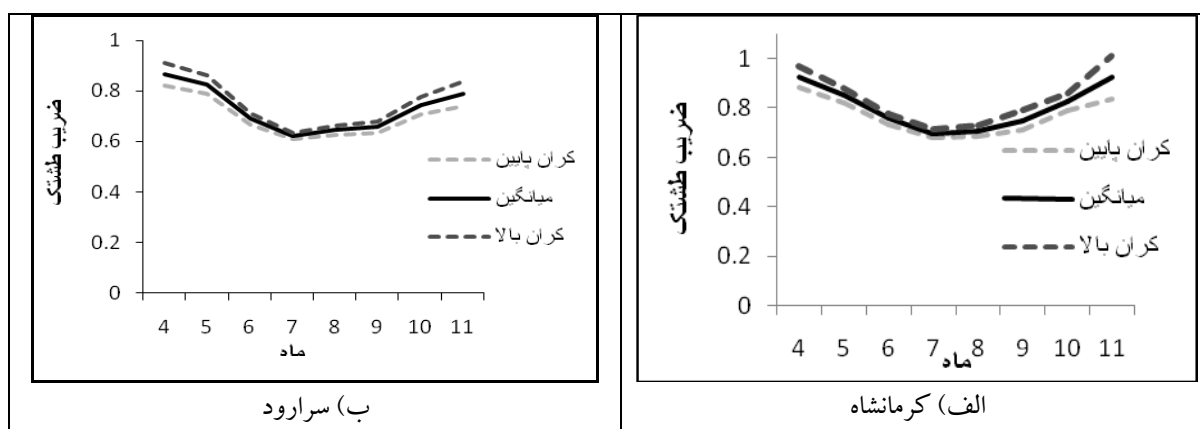 1
0.8
0.6
0.4
0.2
0
4 5 6 7 8 9 10 11
ضریب طشتک
ماه
کران پایین
میانگین
کران بالا
الف) کرمانشاه
1
0.8
0.6
0.4
0.2
0
4 5 6 7 8 9 10 11
ضریب طشتک
ماه
کران پایین
میانگین
کران بالا
ب) سرارود